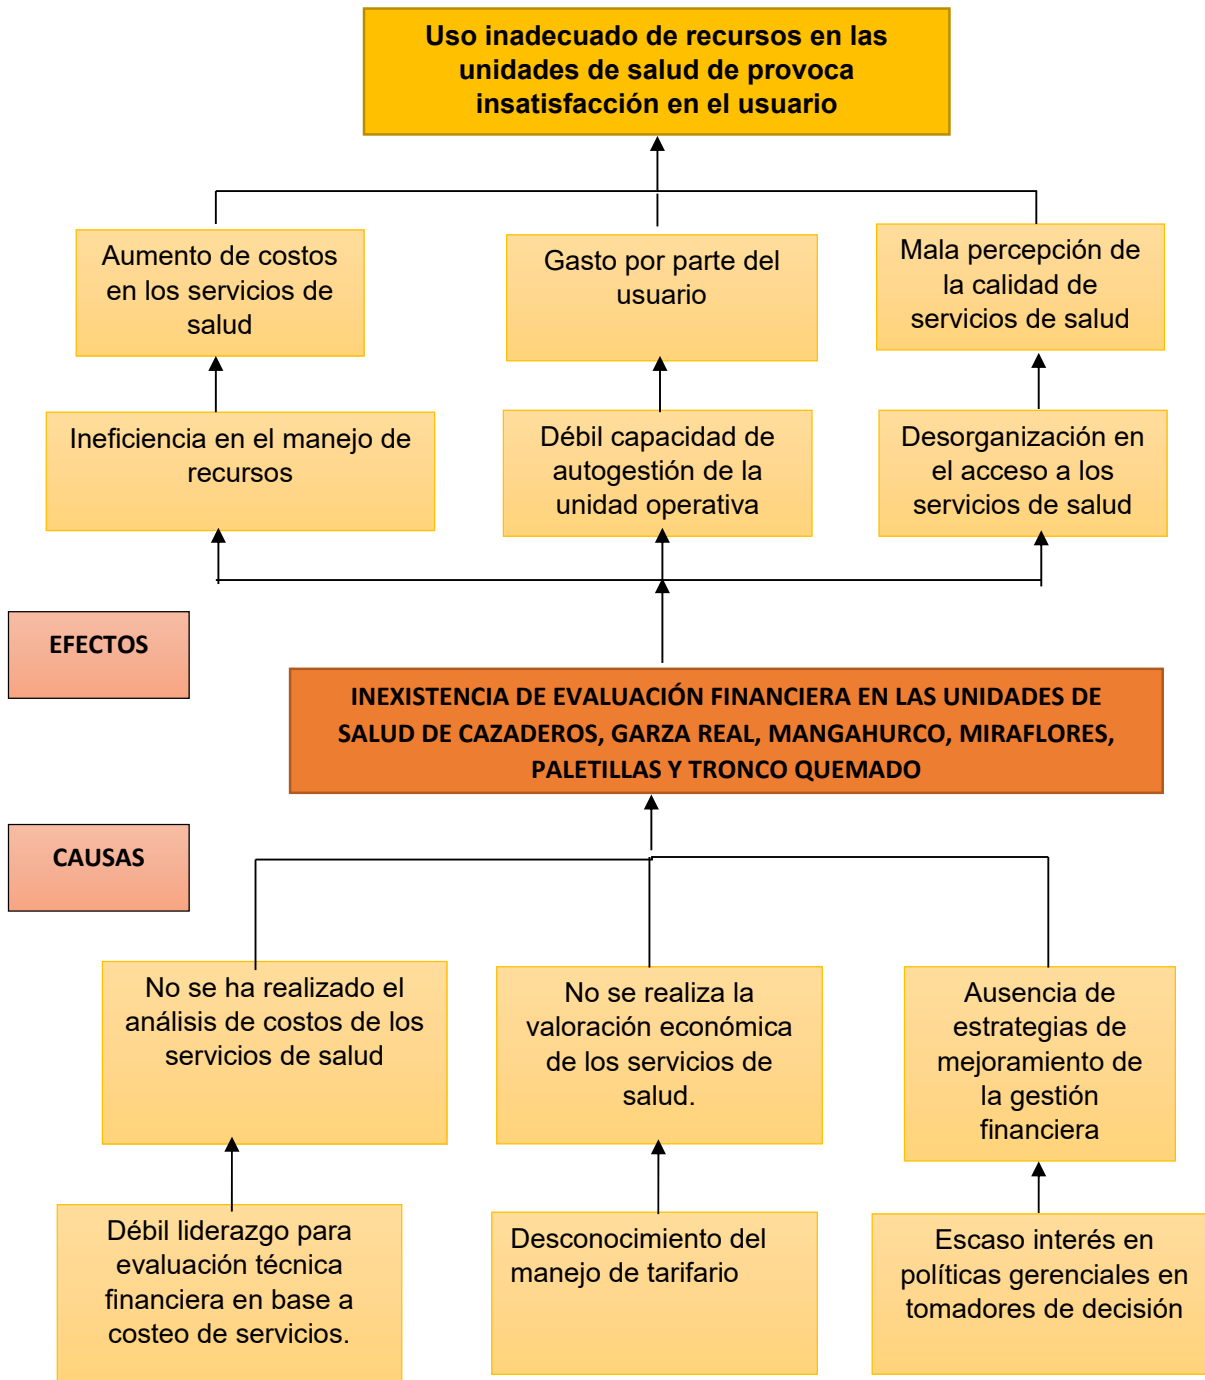 Uso inadecuado de recursos en las
unidades de salud de provoca
insatisfacción en el usuario
Aumento de costos
en los servicios de
salud
Gasto por parte del
usuario
Mala percepción de
la calidad de
servicios de salud
Ineficiencia en el manejo de
recursos
Débil capacidad de
autogestión de la
unidad operativa
Desorganización en
el acceso a los
servicios de salud
EFECTOS
INEXISTENCIA DE EVALUACIÓN FINANCIERA EN LAS UNIDADES DE
SALUD DE CAZADEROS, GARZA REAL, MANGAHURCO, MIRAFLORES,
PALETILLAS Y TRONCO QUEMADO
CAUSAS
No se ha realizado el
análisis de costos de los
servicios de salud
No se realiza la
valoración económica
de los servicios de
salud.
Ausencia de
estrategias de
mejoramiento de
la gestión
financiera
Débil liderazgo para
evaluación técnica
financiera en base a
costeo de servicios.
Desconocimiento del
manejo de tarifario
Escaso interés en
políticas gerenciales en
tomadores de decisión